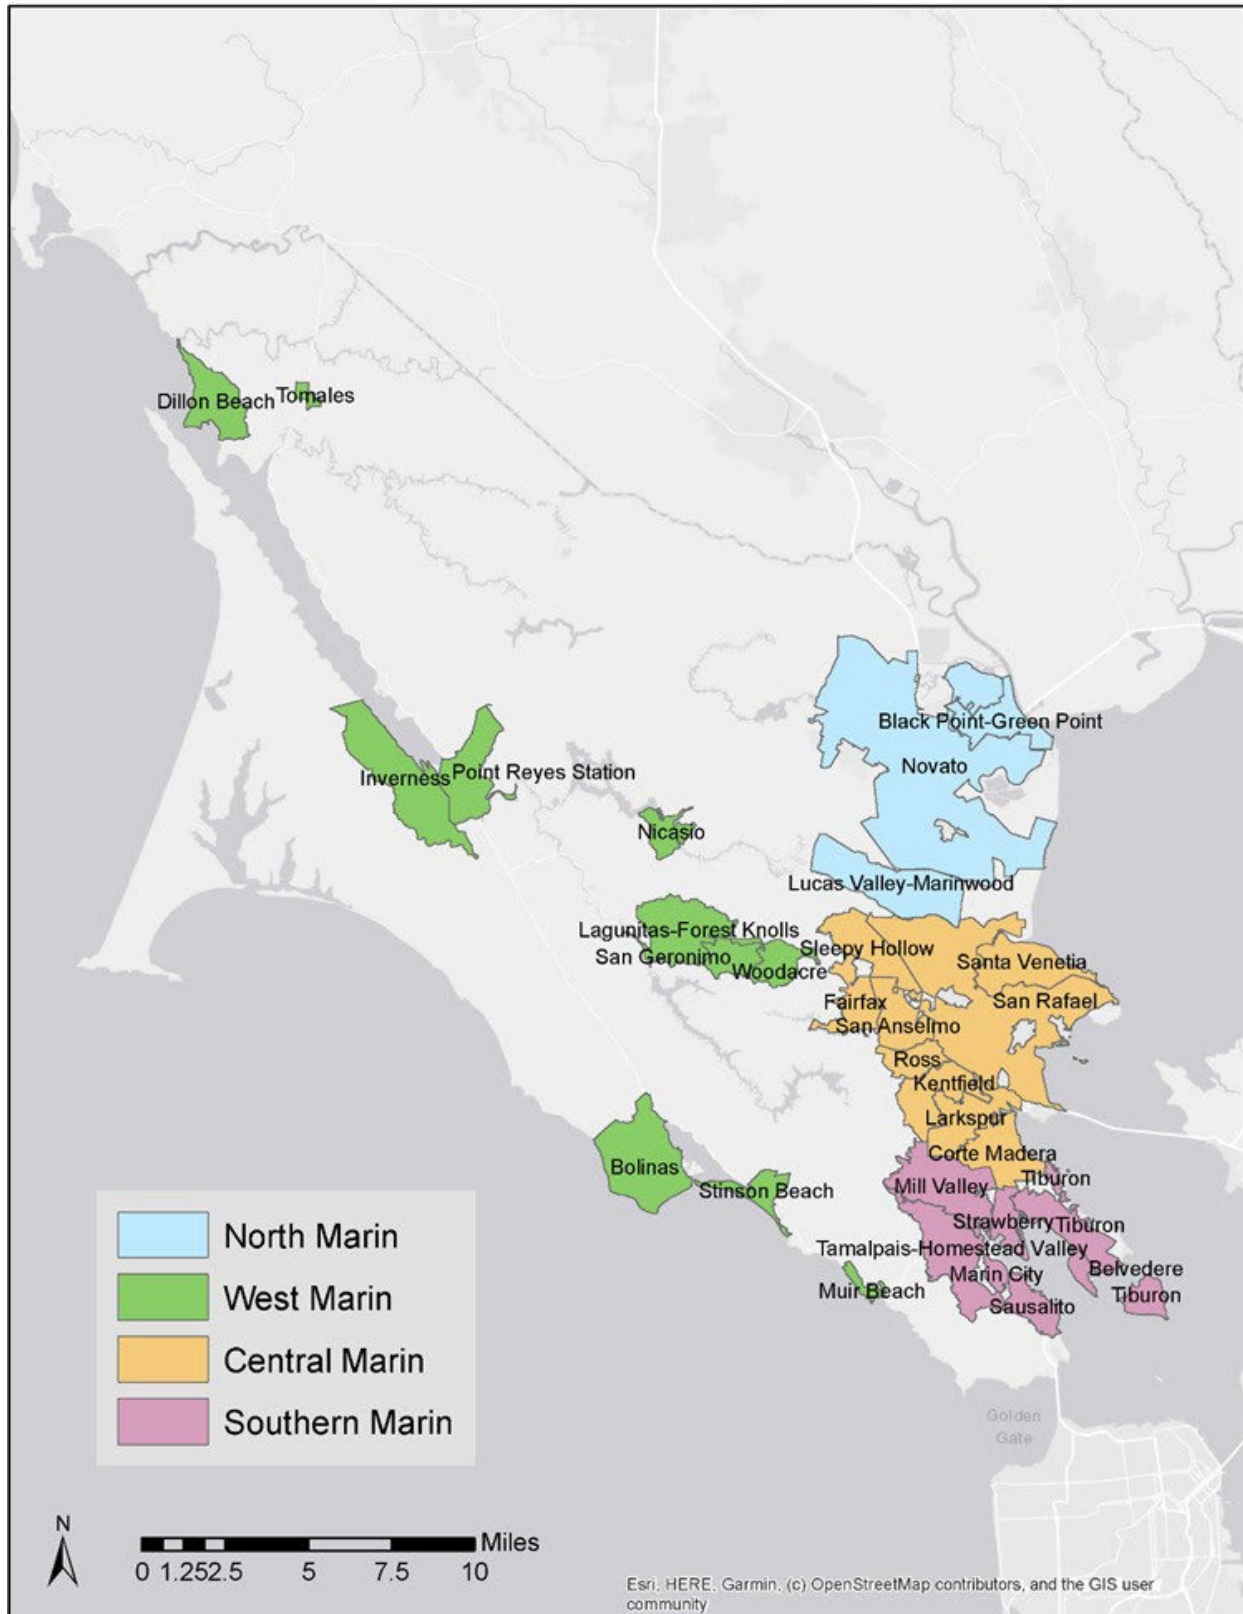 Dillon Beach
Tomales
Black Point-Green Point
Novato
Inverness
Point Reyes Station
Nicasio
Lucas Valley-Marinwood
Lagunitas-Forest Knolls
San Geronimo
Woodacre
Sleepy Hollow
Santa Venetia
Fairfax
San Rafael
San Anselmo
Ross
Kentfield
Larkspur
Corte Madera
Bolinas
Stinson Beach
Mill Valley
Tiburon
Strawberry
Tiburon
Tamalpais-Homestead Valley
Marin City
Belvedere
Muir Beach
Sausalito
Tiburon
North Marin
West Marin
Central Marin
Southern Marin
Golden
Gate
N
Miles
0 1.252.5 5 7.5 10
Esri, HERE, Garmin, (c) OpenStreetMap contributors, and the GIS user
community